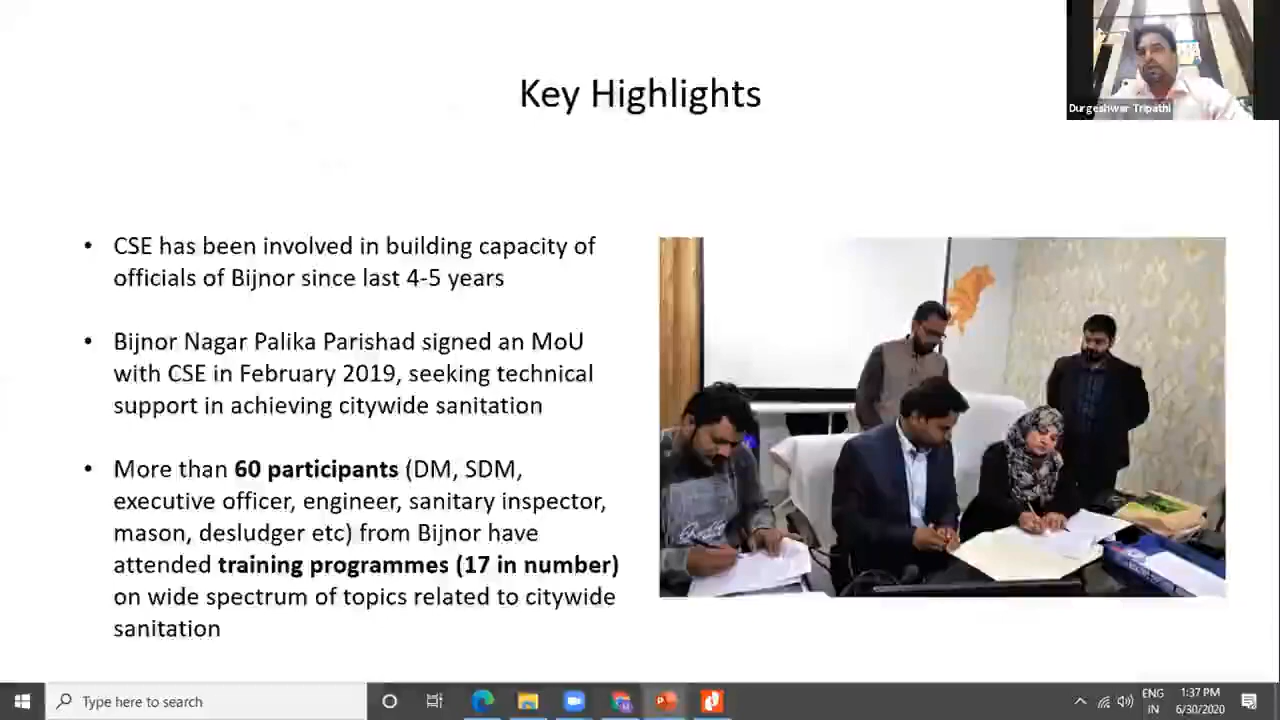 Key Highlights
Durgeshwar Tripathi
• CSE has been involved in building capacity of
officials of Bijnor since last 4-5 years
• Bijnor Nagar Palika Parishad signed an MoU
with CSE in February 2019, seeking technical
support in achieving citywide sanitation
• More than 60 participants (DM, SDM,
executive officer, engineer, sanitary inspector,
mason, desludger etc) from Bijnor have
attended training programmes (17 in number)
on wide spectrum of topics related to citywide
sanitation
Type here to search
ENG
IN
1:37 PM
6/30/2020